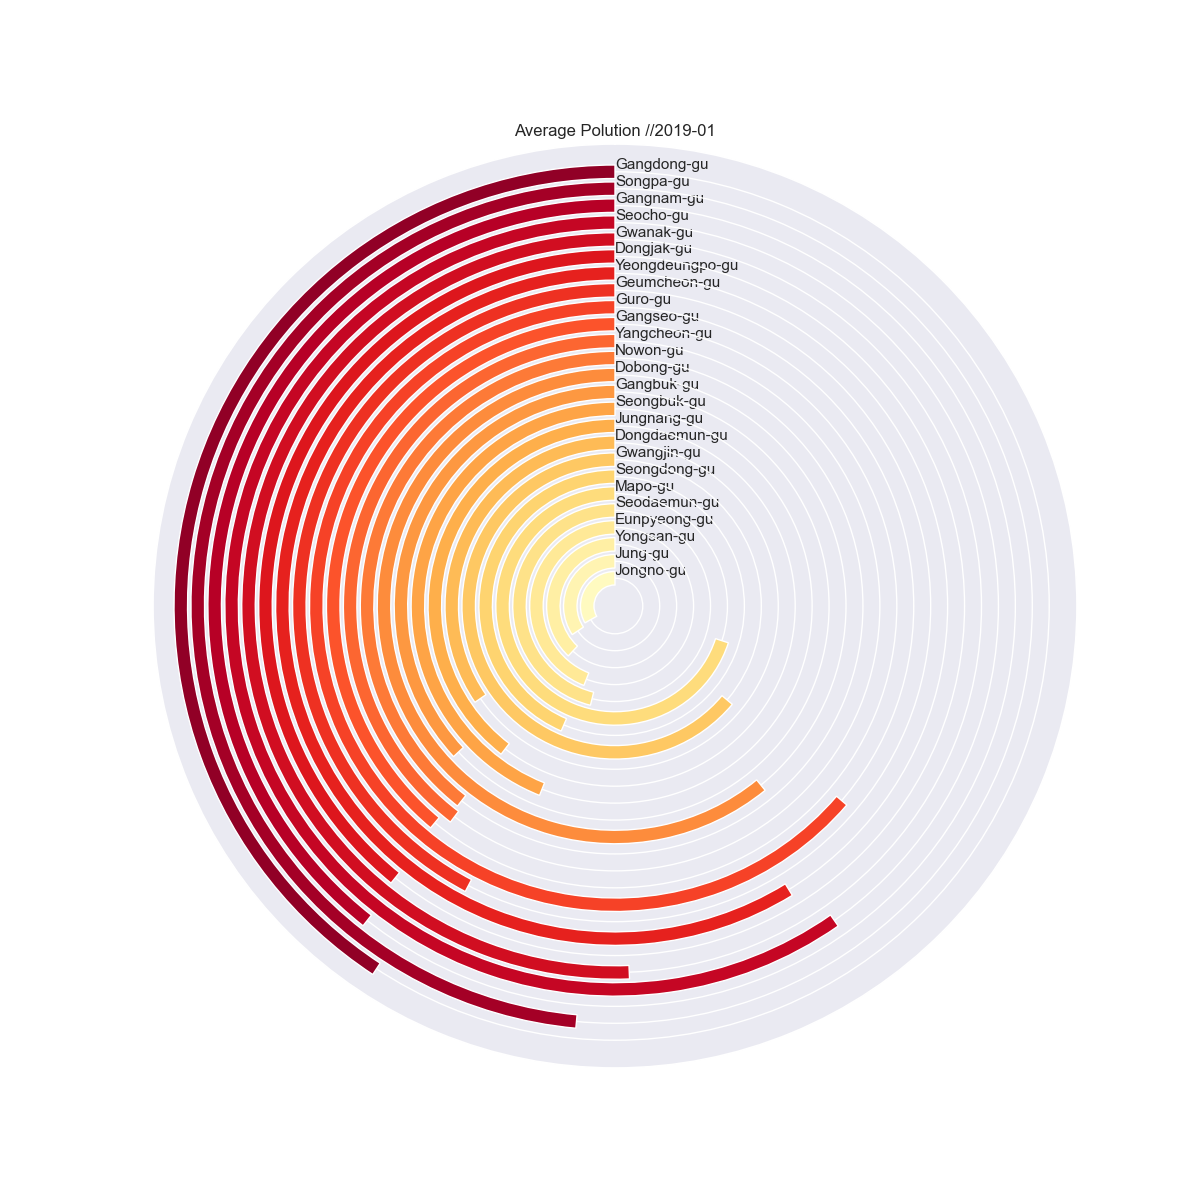 Average Polution //2019-01
Gangdong-gu
Songpa-gu
Gangnam-gu
Seocho-gu
Gwanak-gu
Dongjak-gu
Yeongdeungpo-gu
Geumcheon-gu
Guro-gu
Gangseo-gu
Yangcheon-gu
Nowon-gu
Dobong-gu
Gangbuk-gu
Seongbuk-gu
Jungnang-gu
Dongdaemun-gu
Gwangjin-gu
Seongdong-gu
Mapo-gu
Seodaemun-gu
Eunpyeong-gu
Yongsan-gu
Jung-gu
Jongno-gu